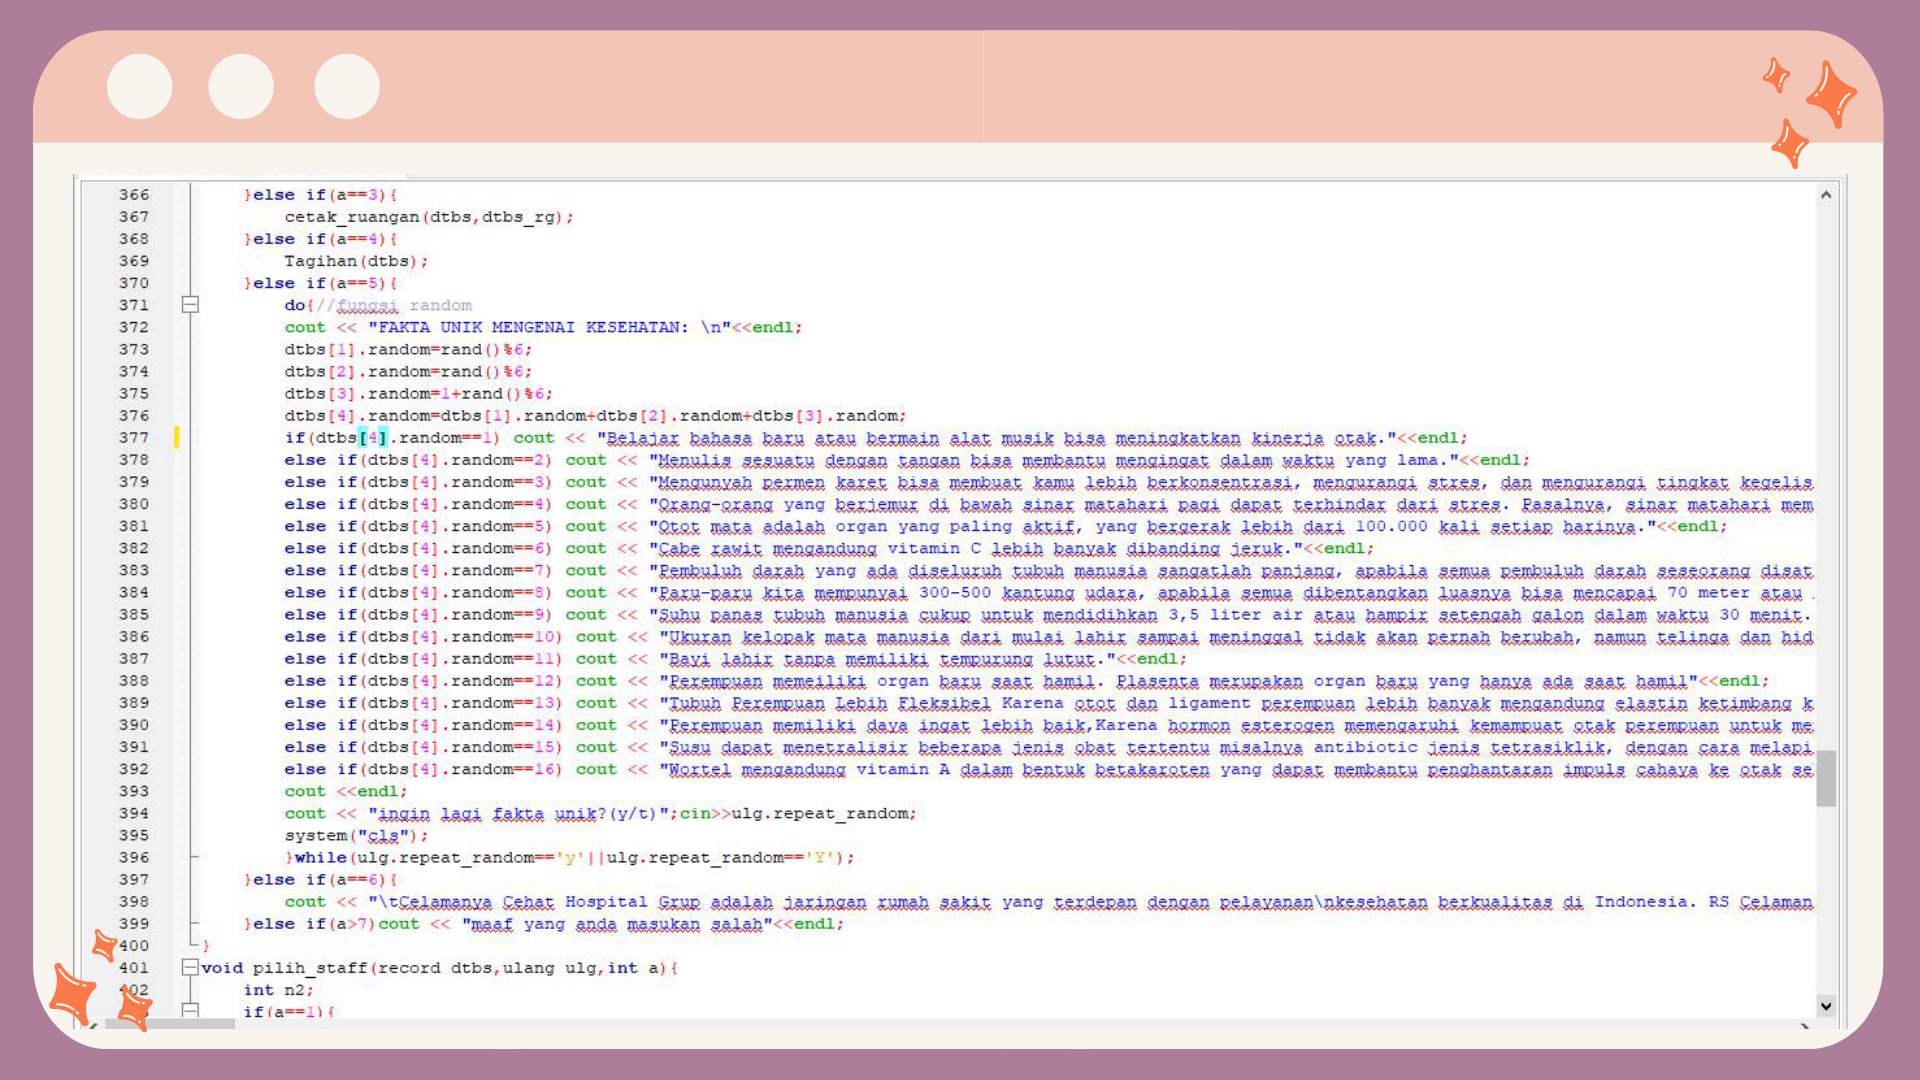 366 }else if(a==3){
367 cetak_ruangan(dtbs,dtbs_rg);
368 }else if(a==4){
369 Tagihan(dtbs);
370 }else if(a==5){
371 do{//fungsi random
372 cout << "FAKTA UNIK MENGENAI KESEHATAN: \n"<<endl;
373 dtbs[1].random=rand()%6;
374 dtbs[2].random=rand()%6;
375 dtbs[3].random=1+rand()%6;
376 dtbs[4].random=dtbs[1].random+dtbs[2].random+dtbs[3].random;
377 if(dtbs[4].random==1) cout << "Belajar bahasa baru atau bermain alat musik bisa meningkatkan kinerja otak."<<endl;
378 else if(dtbs[4].random==2) cout << "Menulis sesuatu dengan tangan bisa membantu mengingat dalam waktu yang lama."<<endl;
379 else if(dtbs[4].random==3) cout << "Mengunyah permen karet bisa membuat kamu lebih berkonsentrasi, mengurangi stres, dan mengurangi tingkat kegelis
380 else if(dtbs[4].random==4) cout << "Orang-orang yang berjemur di bawah sinar matahari pagi dapat terhindar dari stres. Pasalnya, sinar matahari mem
381 else if(dtbs[4].random==5) cout << "Otot mata adalah organ yang paling aktif, yang bergerak lebih dari 100.000 kali setiap harinya."<<endl;
382 else if(dtbs[4].random==6) cout << "Cabe rawit mengandung vitamin C lebih banyak dibanding jeruk."<<endl;
383 else if(dtbs[4].random==7) cout << "Pembuluh darah yang ada diseluruh tubuh manusia sangatlah panjang, apabila semua pembuluh darah seseorang disat
384 else if(dtbs[4].random==8) cout << "Paru-paru kita mempunyai 300-500 kantung udara, apabila semua dibentangkan luasnya bisa mencapai 70 meter atau
385 else if(dtbs[4].random==9) cout << "Suhu panas tubuh manusia cukup untuk mendidihkan 3,5 liter air atau hampir setengah galon dalam waktu 30 menit.
386 else if(dtbs[4].random==10) cout << "Ukuran kelopak mata manusia dari mulai lahir sampai meninggal tidak akan pernah berubah, namun telinga dan hid
387 else if(dtbs[4].random==11) cout << "Bayi lahir tanpa memiliki tempurung lutut."<<endl;
388 else if(dtbs[4].random==12) cout << "Perempuan memeiliki organ baru saat hamil. Plasenta merupakan organ baru yang hanya ada saat hamil"<<endl;
389 else if(dtbs[4].random==13) cout << "Tubuh Perempuan Lebih Fleksibel Karena otot dan ligament perempuan lebih banyak mengandung elastin ketimbang k
390 else if(dtbs[4].random==14) cout << "Perempuan memiliki daya ingat lebih baik,Karena hormon esterogen memengaruhi kemampuat otak perempuan untuk me
391 else if(dtbs[4].random==15) cout << "Susu dapat menetralisir beberapa jenis obat tertentu misalnya antibiotic jenis tetrasiklik, dengan cara melapi
392 else if(dtbs[4].random==16) cout << "Wortel mengandung vitamin A dalam bentuk betakaroten yang dapat membantu penghantaran impuls cahaya ke otak se
393 cout <<endl;
394 cout << "ingin lagi fakta unik?(y/t)";cin>>ulg.repeat_random;
395 system("cls");
396 }while(ulg.repeat_random=='y'||ulg.repeat_random=='Y');
397 }else if(a==6){
398 cout << "\tCelamanya Cehat Hospital Grup adalah jaringan rumah sakit yang terdepan dengan pelayanan\nkesehatan berkualitas di Indonesia. RS Celaman
399 }else if(a>7)cout << "maaf yang anda masukan salah"<<endl;
400 }
401 void pilih_staff(record dtbs,ulang ulg,int a){
402 int n2;
if(a==1){